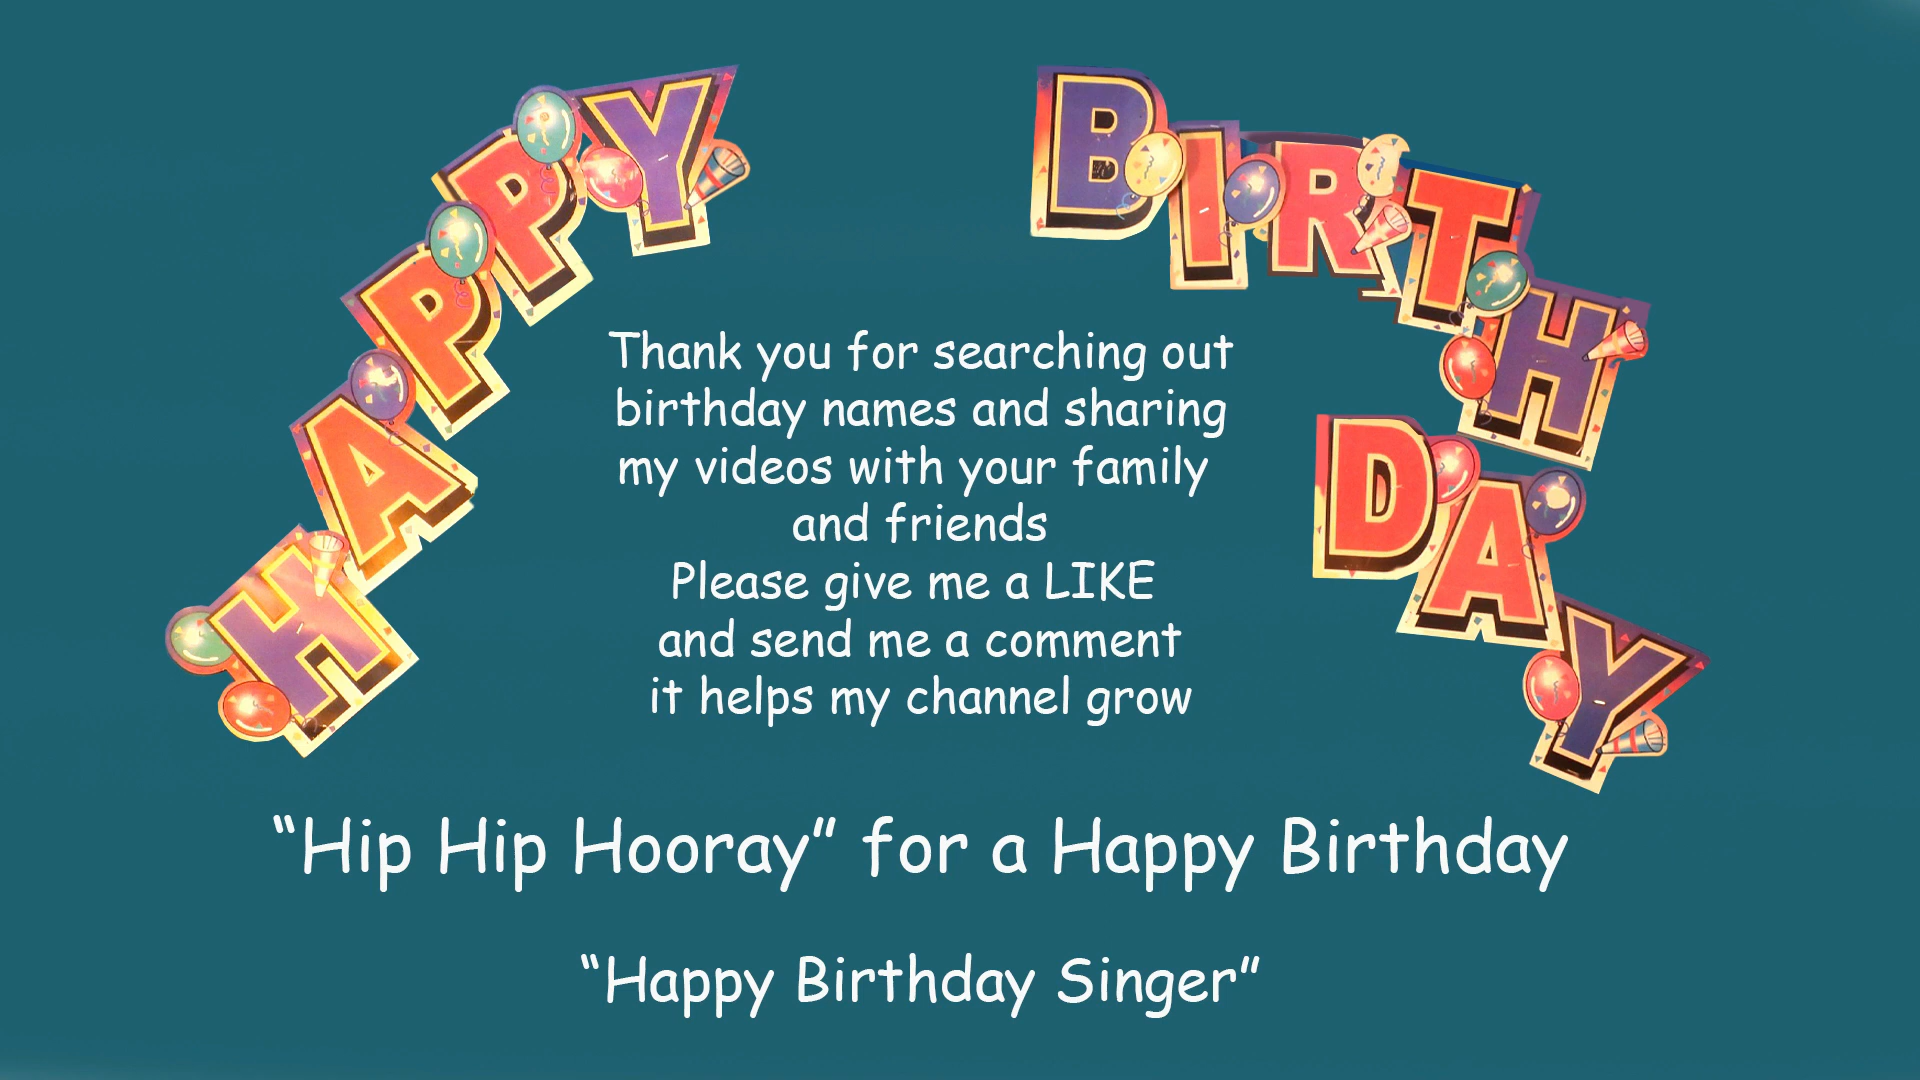 HAPPY
BIRTH
DAY
Thank you for searching out
birthday names and sharing
my videos with your family
and friends
Please give me a LIKE
and send me a comment
it helps my channel grow
“Hip Hip Hooray” for a Happy Birthday
“Happy Birthday Singer”